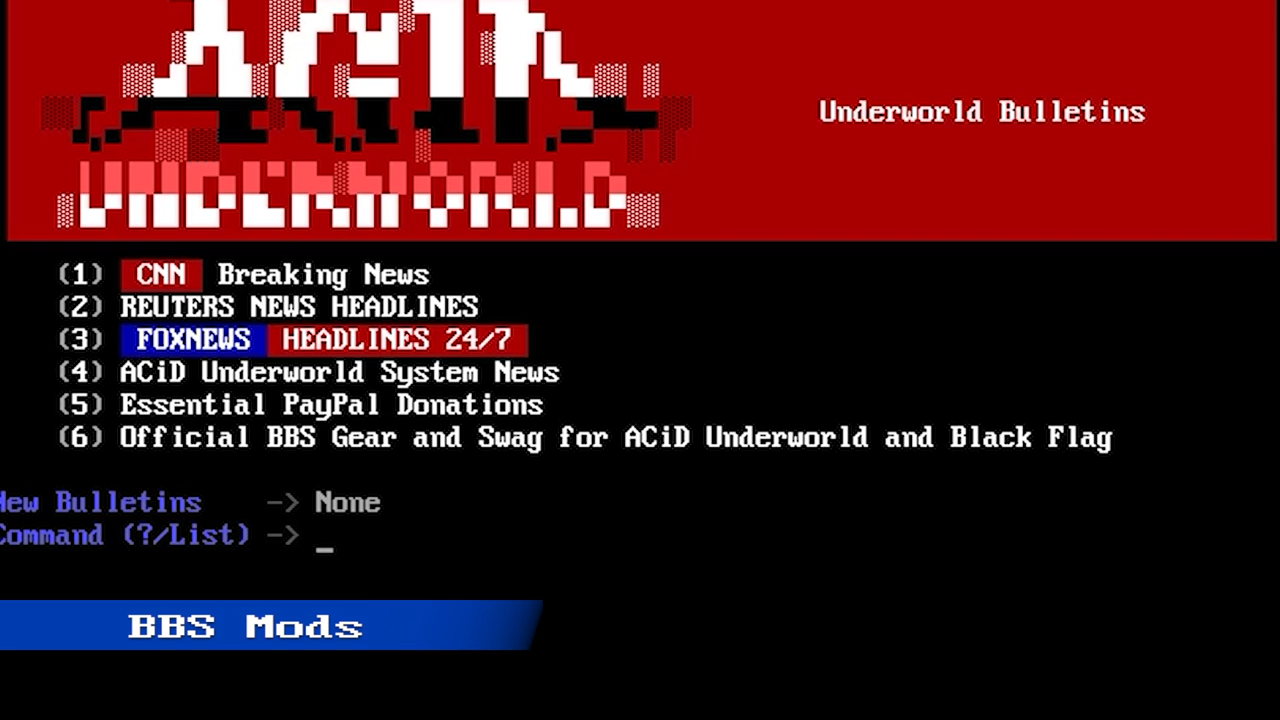 ACiD
UNDERWORLD
Underworld Bulletins
(1) CNN Breaking News
(2) REUTERS NEWS HEADLINES
(3) FOXNEWS HEADLINES 24/7
(4) ACiD Underworld System News
(5) Essential PayPal Donations
(6) Official BBS Gear and Swag for ACiD Underworld and Black Flag
New Bulletins -> None
Command (?/List) -> _
BBS Mods